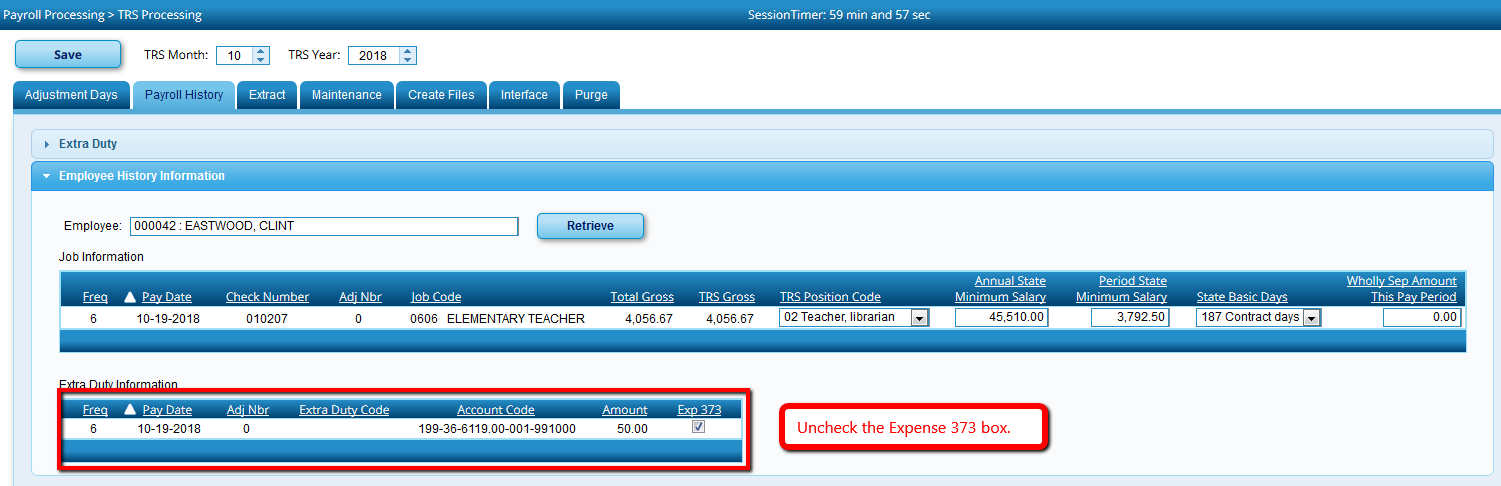 Payroll Processing > TRS Processing SessionTimer: 59 min and 57 sec
Save TRS Month: 10 TRS Year: 2018
Adjustment Days Payroll History Extract Maintenance Create Files Interface Purge
Extra Duty
Employee History Information
Employee: 000042 : EASTWOOD, CLINT Retrieve
Job Information
Annual State Period State Wholly Sep Amount
Freq Pay Date Check Number Adj Nbr Job Code Total Gross TRS Gross TRS Position Code Minimum Salary Minimum Salary State Basic Days This Pay Period
6 10-19-2018 010207 0 0606 ELEMENTARY TEACHER 4,056.67 4,056.67 02 Teacher, librarian 45,510.00 3,792.50 187 Contract days 0.00
Extra Duty Information
Freq Pay Date Adj Nbr Extra Duty Code Account Code Amount Exp 373
6 10-19-2018 0 199-36-6119.00-001-991000 50.00
Uncheck the Expense 373 box.